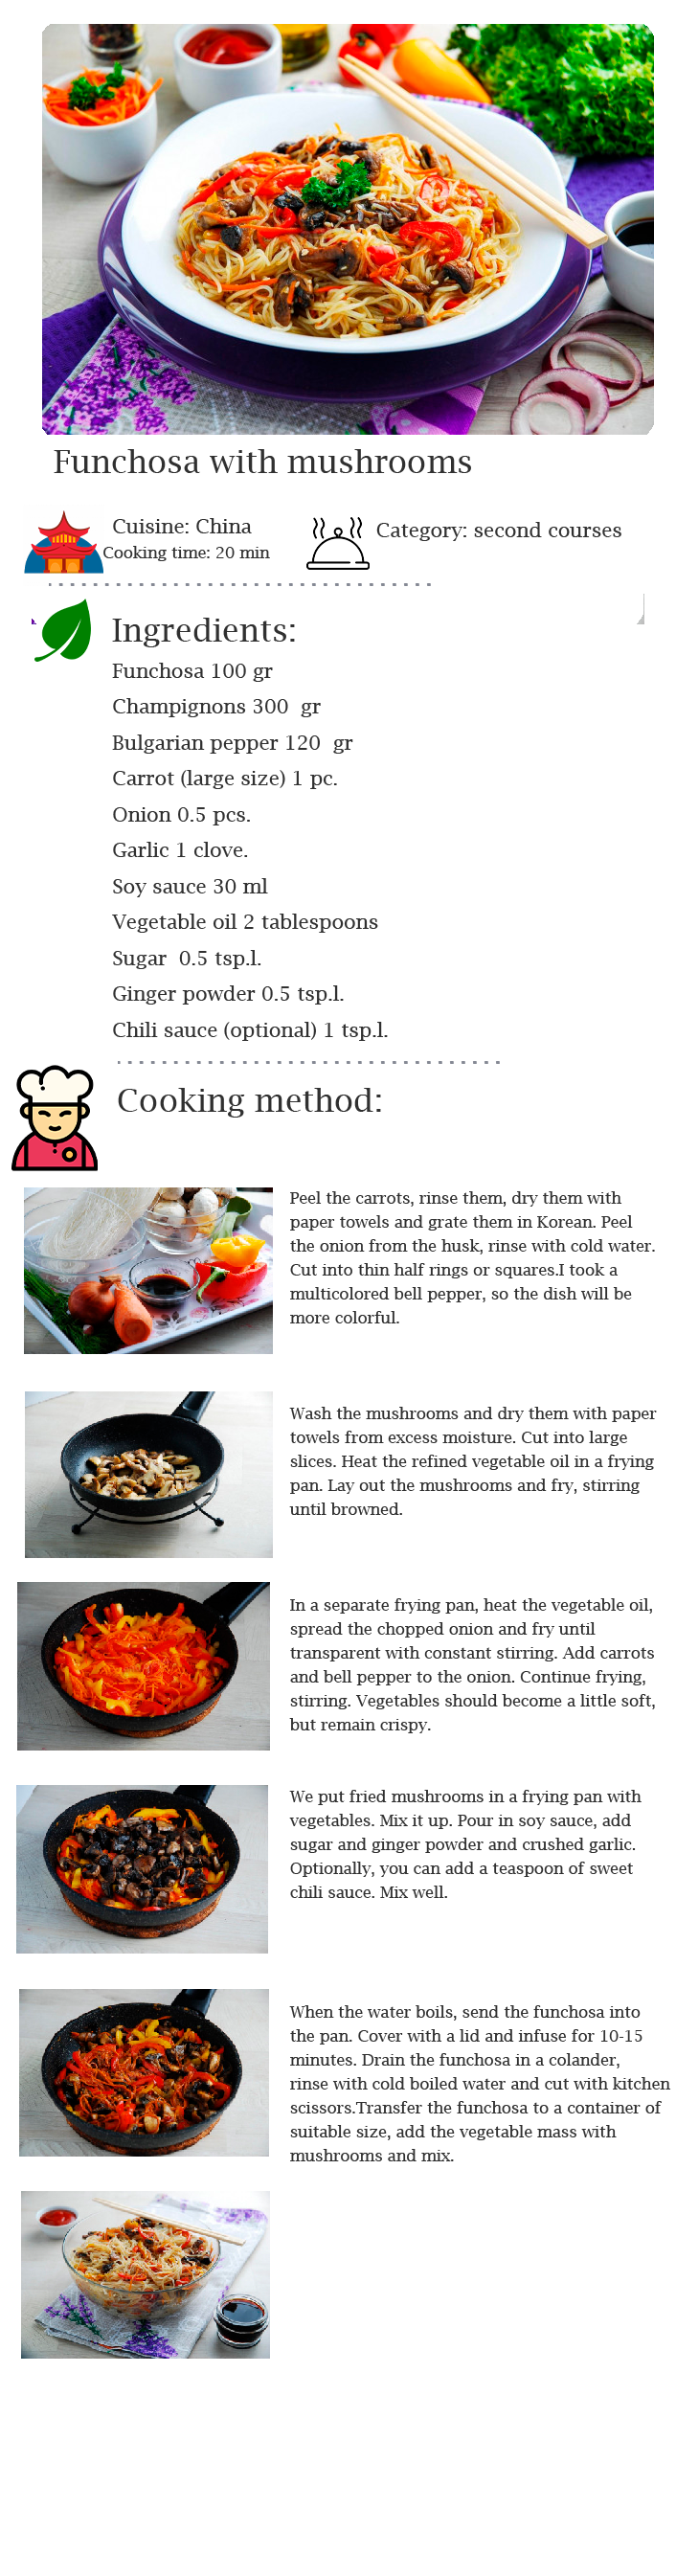 Funchosa with mushrooms
Cuisine: China
Cooking time: 20 min
Category: second courses
Ingredients:
Funchosa 100 gr
Champignons 300  gr
Bulgarian pepper 120  gr
Carrot (large size) 1 pc.
Onion 0.5 pcs.
Garlic 1 clove.
Soy sauce 30 ml
Vegetable oil 2 tablespoons
Sugar  0.5 tsp.l.
Ginger powder 0.5 tsp.l.
Chili sauce (optional) 1 tsp.l.
Cooking method:
Peel the carrots, rinse them, dry them with
paper towels and grate them in Korean. Peel
the onion from the husk, rinse with cold water.
Cut into thin half rings or squares.I took a
multicolored bell pepper, so the dish will be
more colorful.
Wash the mushrooms and dry them with paper
towels from excess moisture. Cut into large
slices. Heat the refined vegetable oil in a frying
pan. Lay out the mushrooms and fry, stirring
until browned.
In a separate frying pan, heat the vegetable oil,
spread the chopped onion and fry until
transparent with constant stirring. Add carrots
and bell pepper to the onion. Continue frying,
stirring. Vegetables should become a little soft,
but remain crispy.
We put fried mushrooms in a frying pan with
vegetables. Mix it up. Pour in soy sauce, add
sugar and ginger powder and crushed garlic.
Optionally, you can add a teaspoon of sweet
chili sauce. Mix well.
When the water boils, send the funchosa into
the pan. Cover with a lid and infuse for 10-15
minutes. Drain the funchosa in a colander,
rinse with cold boiled water and cut with kitchen
scissors.Transfer the funchosa to a container of
suitable size, add the vegetable mass with
mushrooms and mix.